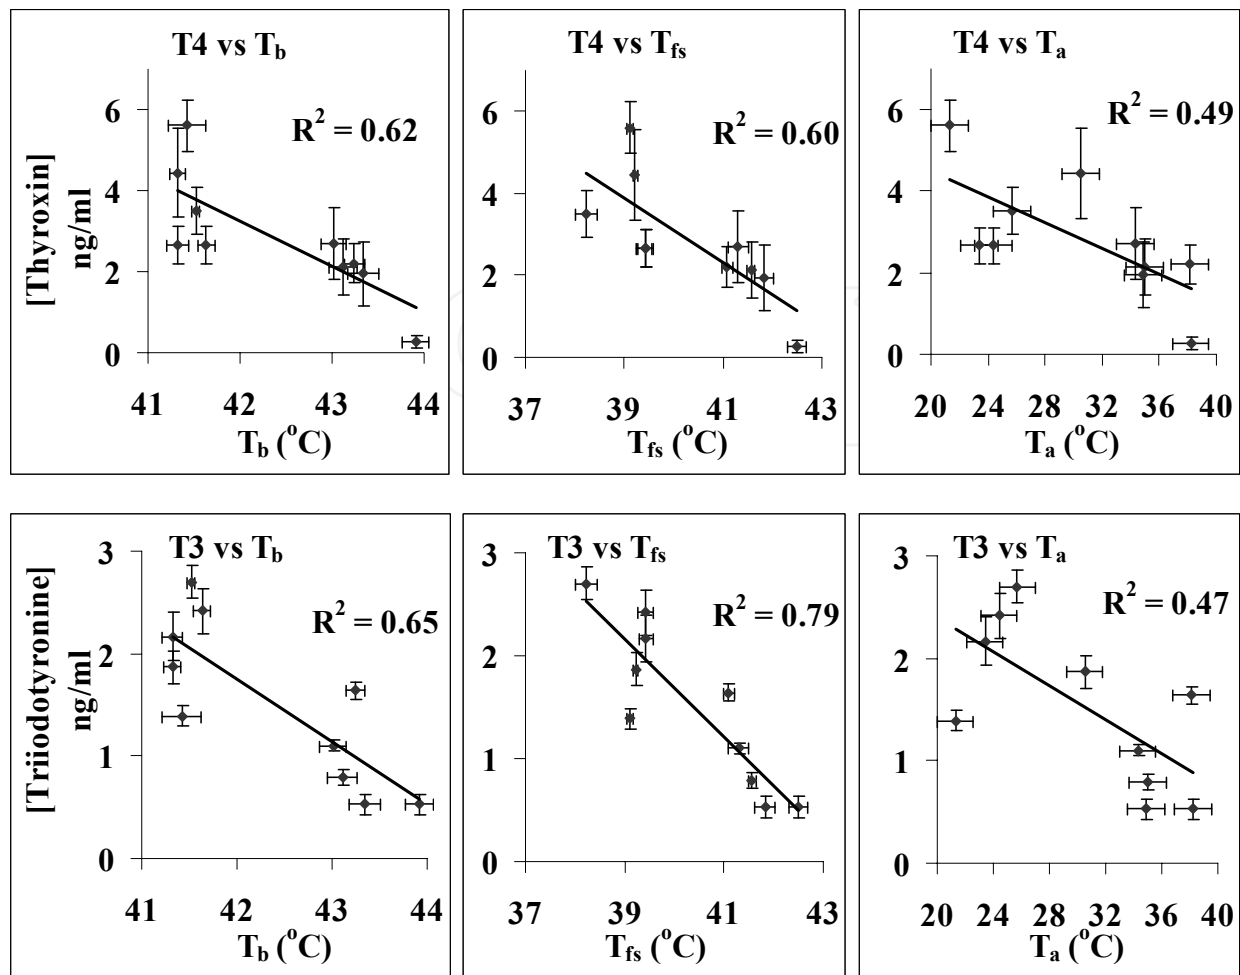 T4 vs Tb
R2 = 0.62
[Thyroxin]
ng/ml
6
4
2
0
41 42 43 44
Tb (oC)
T4 vs Tfs
R2 = 0.60
6
4
2
0
37 39 41 43
Tfs (oC)
T4 vs Ta
R2 = 0.49
6
4
2
0
20 24 28 32 36 40
Ta (oC)
T3 vs Tb
R2 = 0.65
[Triiodotyronine]
ng/ml
3
2
1
0
41 42 43 44
Tb (oC)
T3 vs Tfs
R2 = 0.79
3
2
1
0
37 39 41 43
Tfs (oC)
T3 vs Ta
R2 = 0.47
3
2
1
0
20 24 28 32 36 40
Ta (oC)